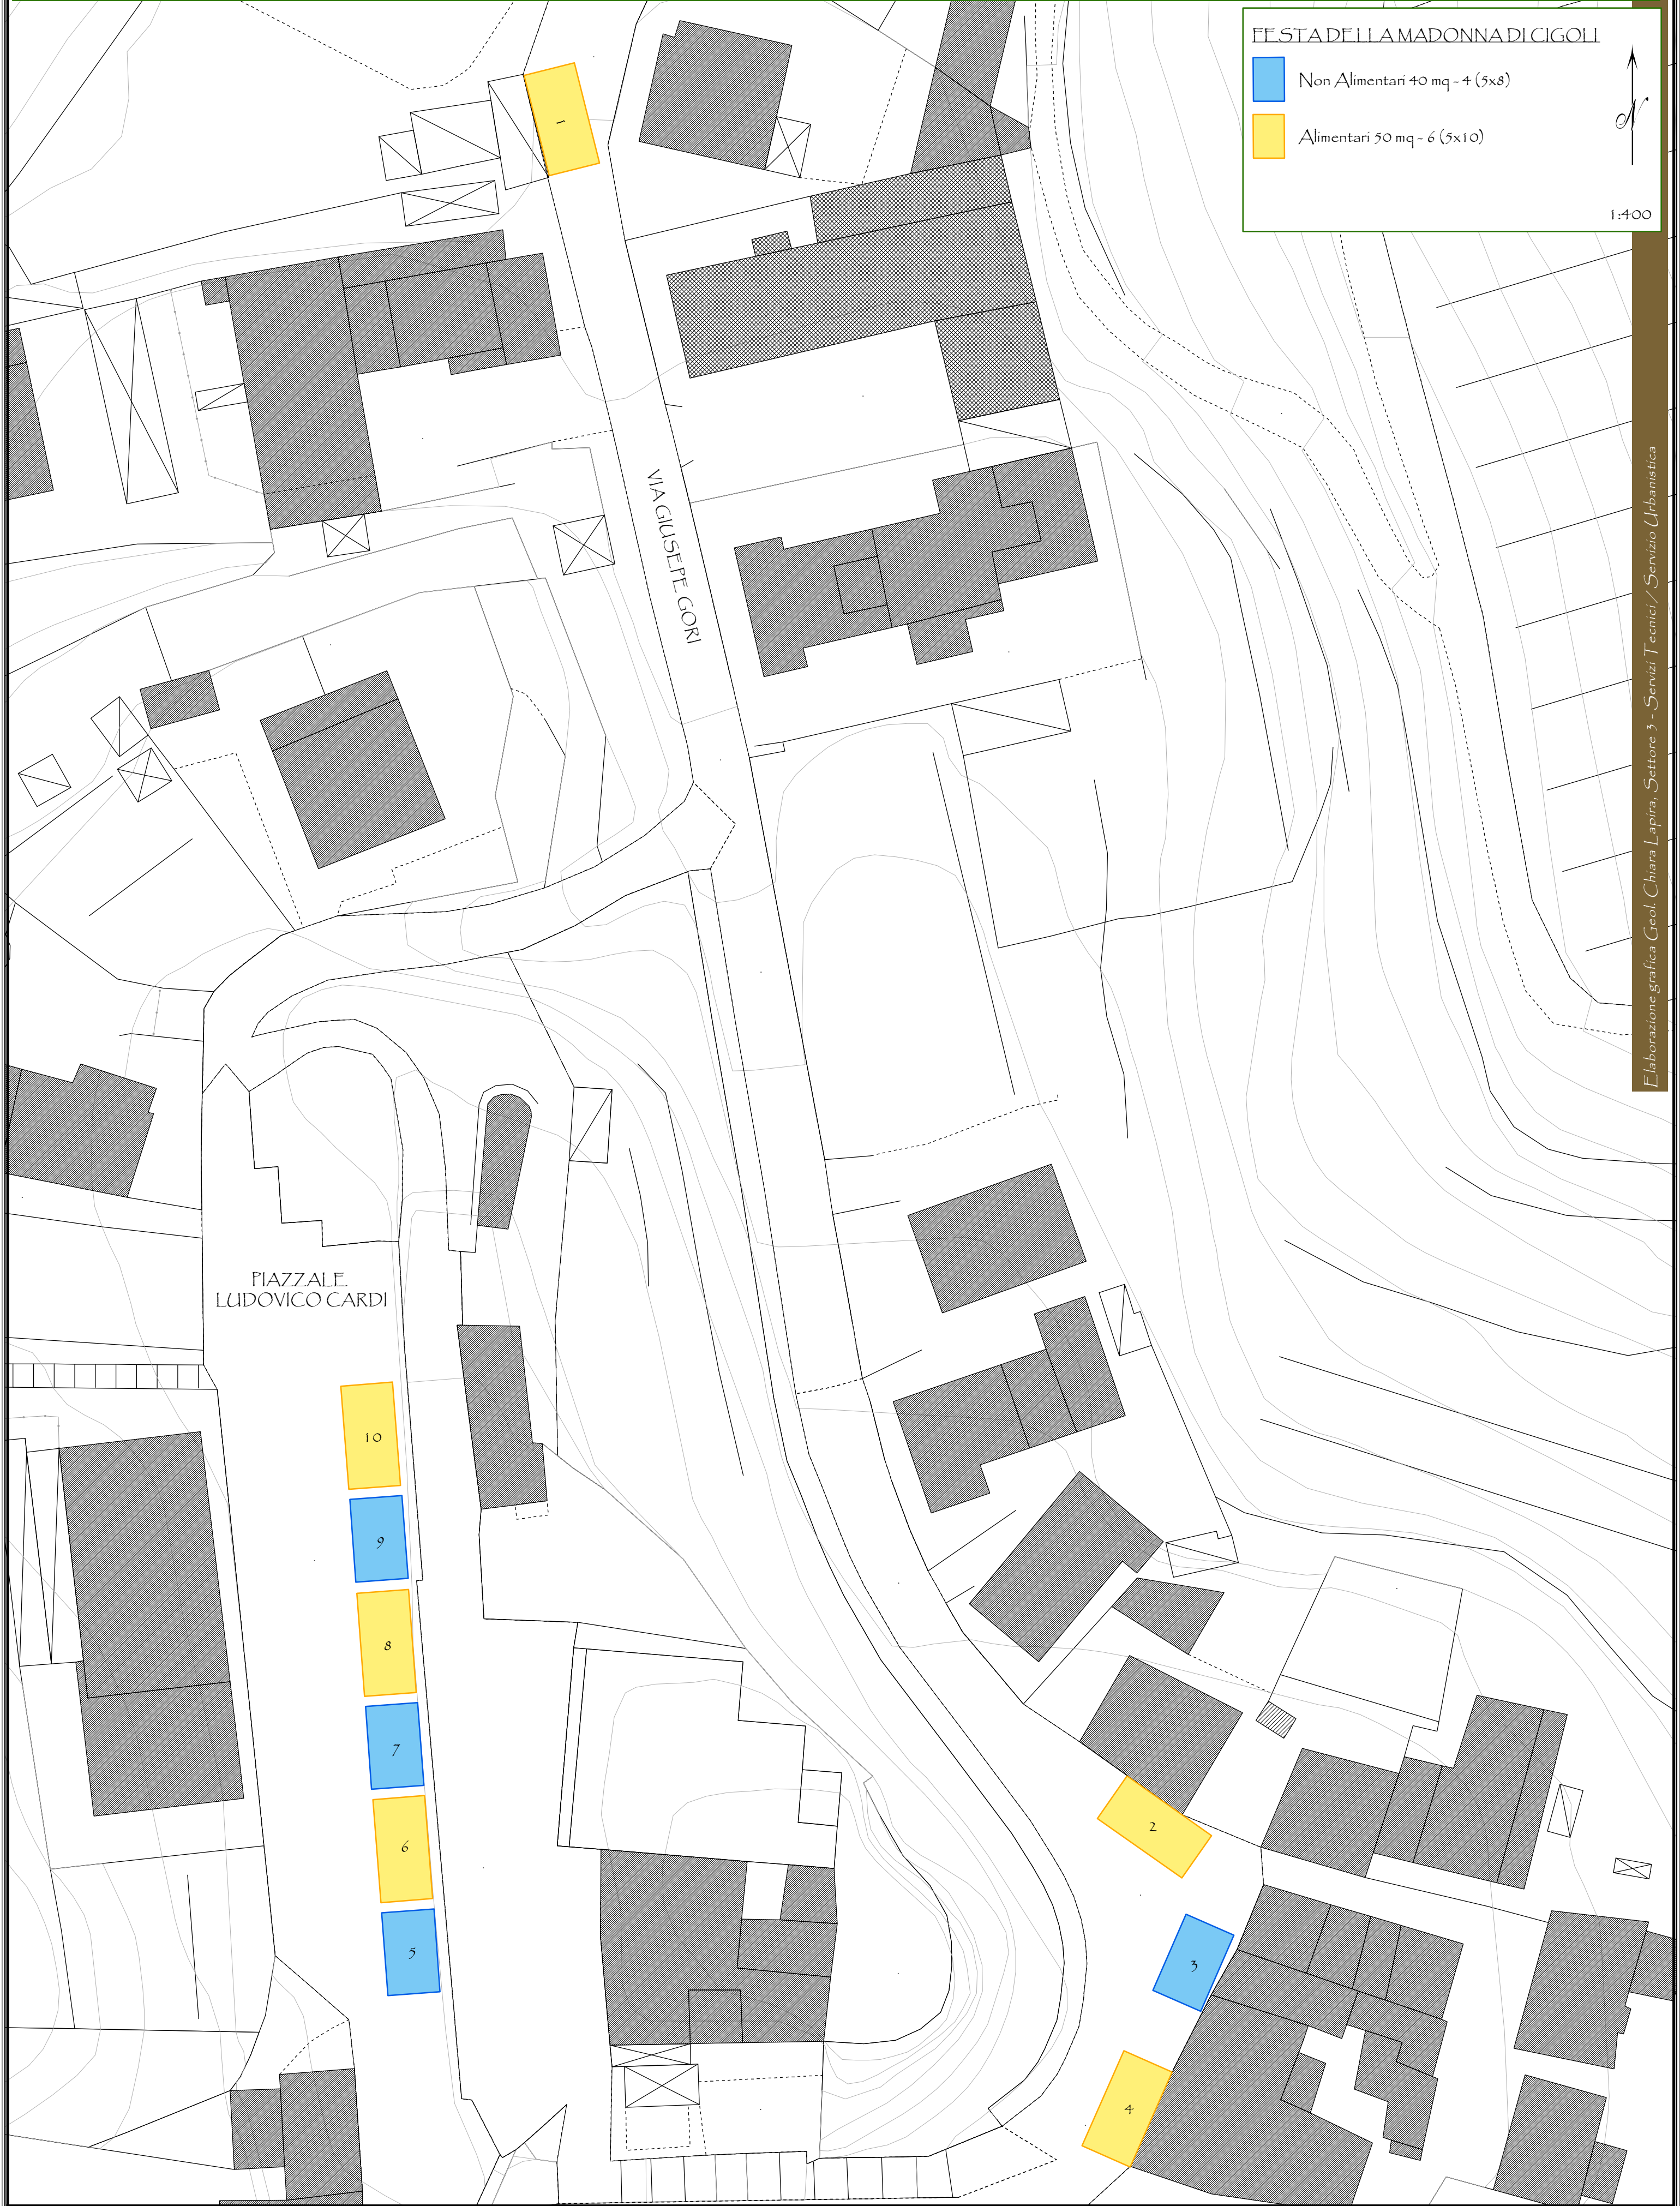 FESTA DELLA MADONNA DI CIGOLI
Non Alimentari 40 mq - 4 (5x8)
Alimentari 50 mq - 6 (5x10)
N
1:400
1
VIA GIUSEPE GORI
Elaborazione grafica Geol. Chiara Lapira, Settore 3 - Servizi Tecnici / Servizio Urbanistica
PIAZZALE
LUDOVICO CARDI
10
9
8
7
6
5
2
3
4